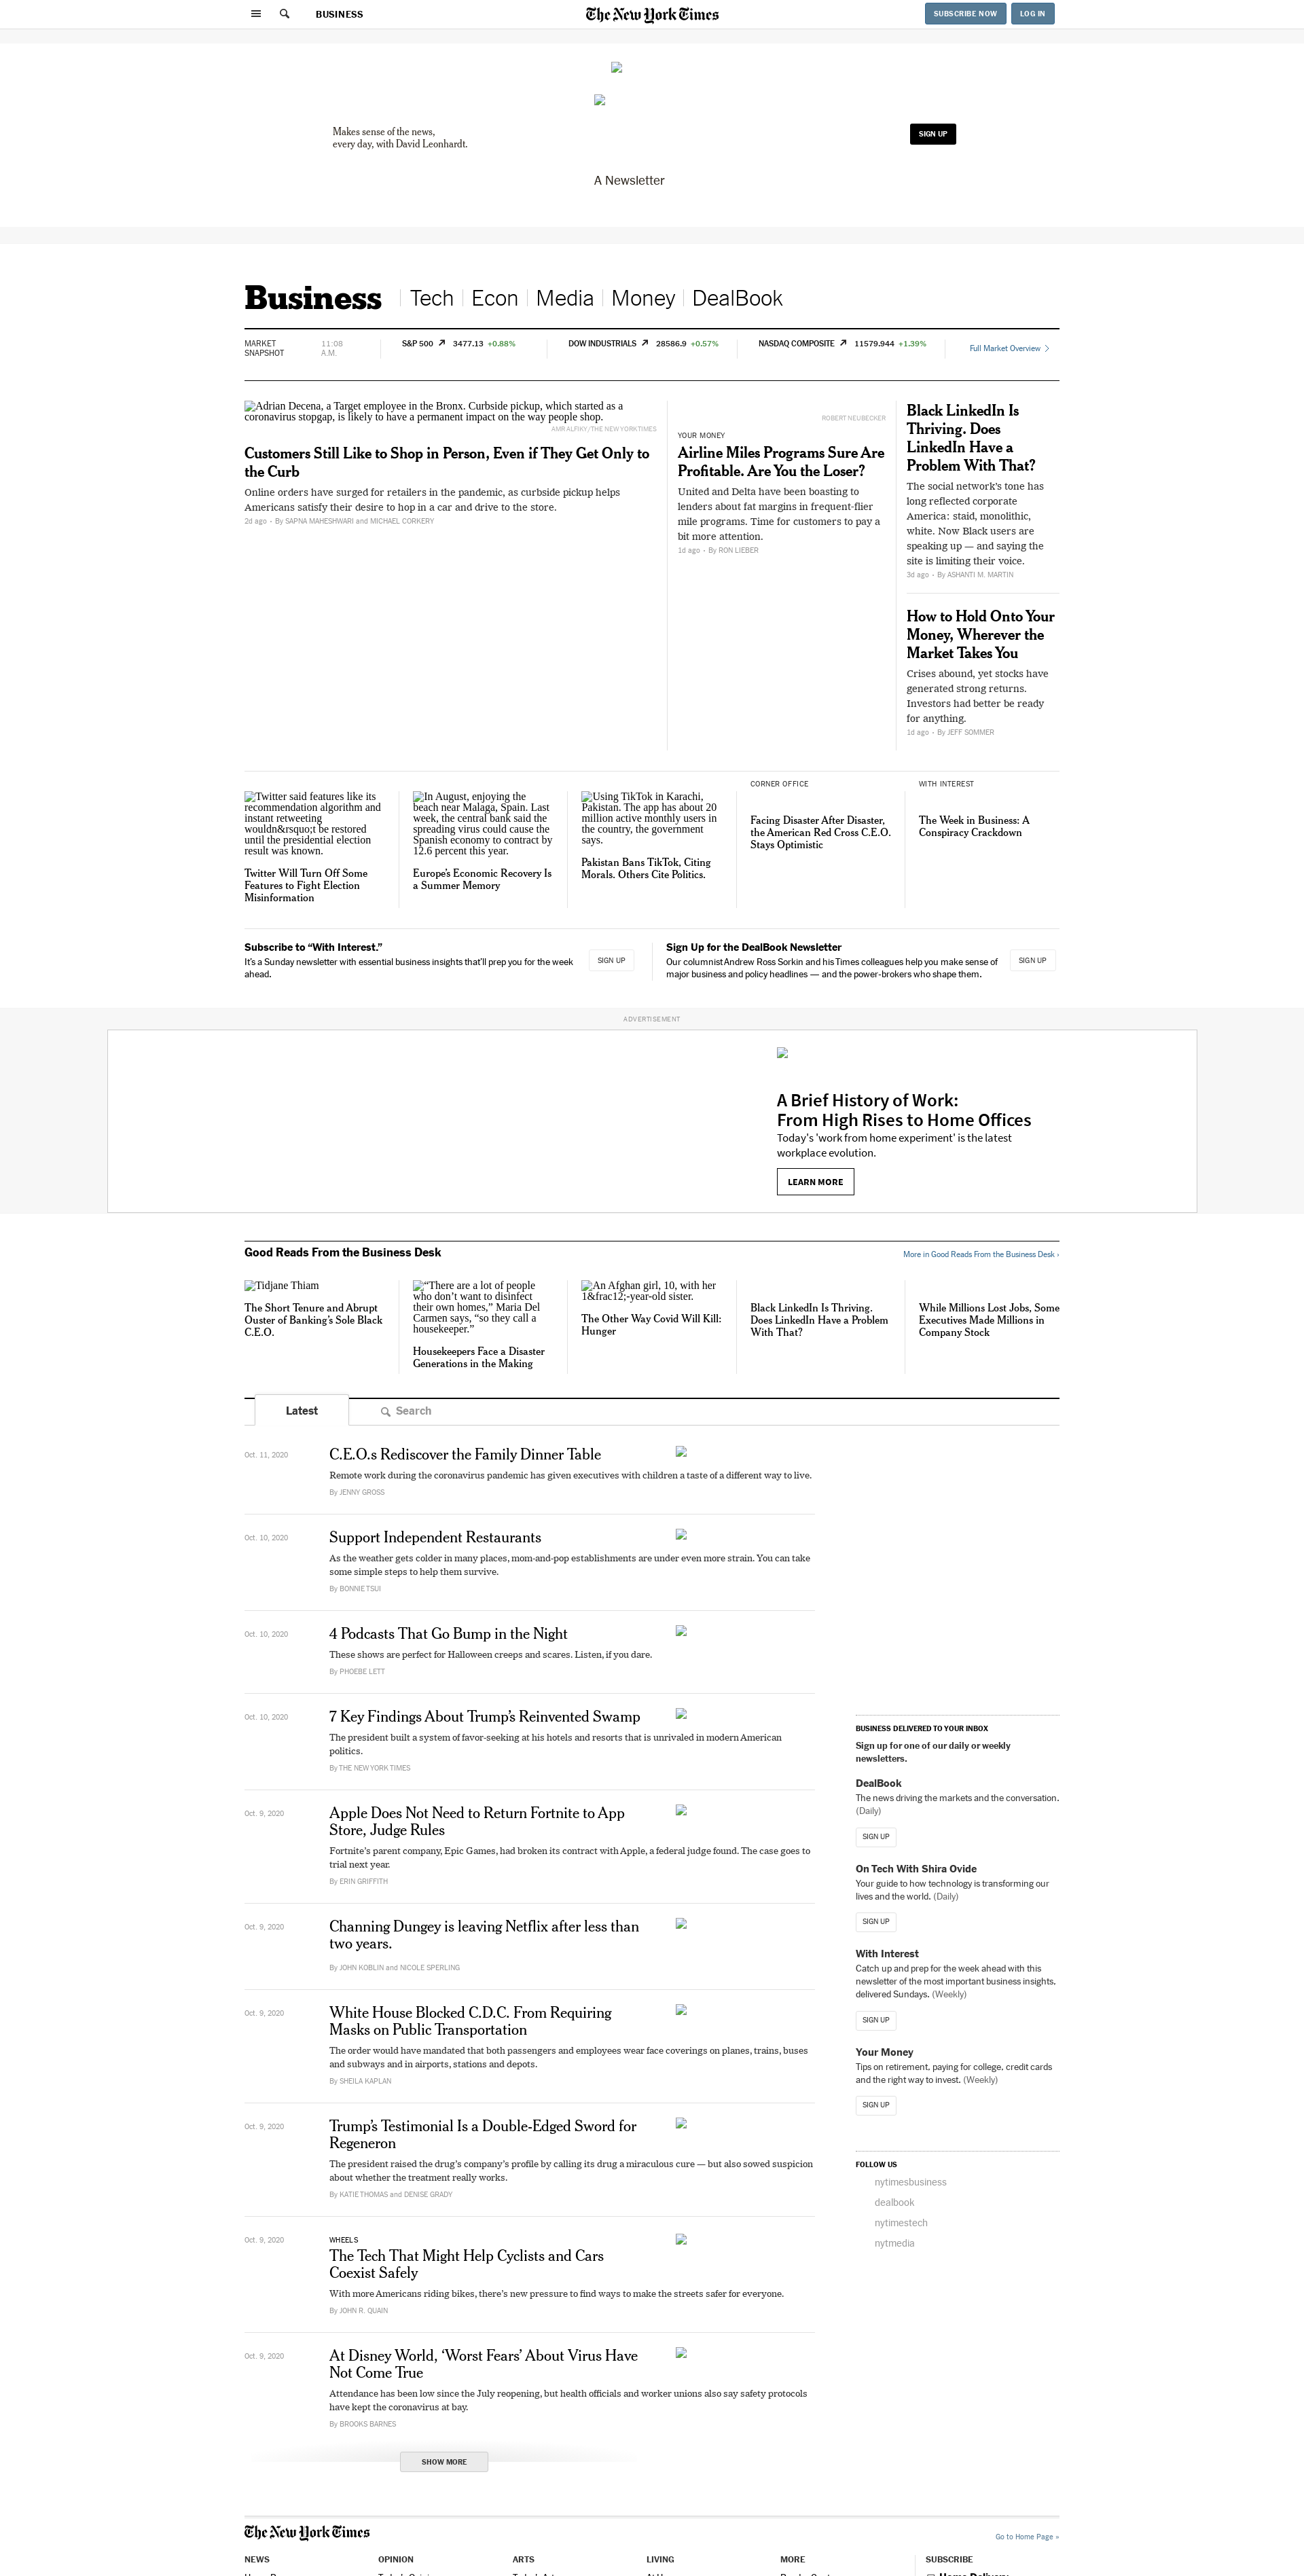 BUSINESS
The New York Times
SUBSCRIBE NOW
LOG IN
Makes sense of the news,
every day, with David Leonhardt.
SIGN UP
A Newsletter
Business
Tech
Econ
Media
Money
DealBook
MARKET
SNAPSHOT
11:08
A.M.
S&P 500 3477.13 +0.88%
DOW INDUSTRIALS 28586.9 +0.57%
NASDAQ COMPOSITE 11579.944 +1.39%
Full Market Overview
Adrian Decena, a Target employee in the Bronx. Curbside pickup, which started as a
coronavirus stopgap, is likely to have a permanent impact on the way people shop.
AMR ALFIKY/THE NEW YORK TIMES
Customers Still Like to Shop in Person, Even if They Get Only to
the Curb
Online orders have surged for retailers in the pandemic, as curbside pickup helps
Americans satisfy their desire to hop in a car and drive to the store.
2d ago • By SAPNA MAHESHWARI and MICHAEL CORKERY
ROBERT NEUBECKER
YOUR MONEY
Airline Miles Programs Sure Are
Profitable. Are You the Loser?
United and Delta have been boasting to
lenders about fat margins in frequent-flier
mile programs. Time for customers to pay a
bit more attention.
1d ago • By RON LIEBER
Black LinkedIn Is
Thriving. Does
LinkedIn Have a
Problem With That?
The social network's tone has
long reflected corporate
America: staid, monolithic,
white. Now Black users are
speaking up — and saying the
site is limiting their voice.
3d ago • By ASHANTI M. MARTIN
How to Hold Onto Your
Money, Wherever the
Market Takes You
Crises abound, yet stocks have
generated strong returns.
Investors had better be ready
for anything.
1d ago • By JEFF SOMMER
Twitter said features like its
recommendation algorithm and
instant retweeting
wouldn&rsquo;t be restored
until the presidential election
result was known.
Twitter Will Turn Off Some
Features to Fight Election
Misinformation
In August, enjoying the
beach near Malaga, Spain. Last
week, the central bank said the
spreading virus could cause the
Spanish economy to contract by
12.6 percent this year.
Europe's Economic Recovery Is
a Summer Memory
Using TikTok in Karachi,
Pakistan. The app has about 20
million active monthly users in
the country, the government
says.
Pakistan Bans TikTok, Citing
Morals. Others Cite Politics.
CORNER OFFICE
Facing Disaster After Disaster,
the American Red Cross C.E.O.
Stays Optimistic
WITH INTEREST
The Week in Business: A
Conspiracy Crackdown
Subscribe to “With Interest.”
It's a Sunday newsletter with essential business insights that'll prep you for the week
ahead.
SIGN UP
Sign Up for the DealBook Newsletter
Our columnist Andrew Ross Sorkin and his Times colleagues help you make sense of
major business and policy headlines — and the power-brokers who shape them.
SIGN UP
ADVERTISEMENT
A Brief History of Work:
From High Rises to Home Offices
Today's 'work from home experiment' is the latest
workplace evolution.
LEARN MORE
Good Reads From the Business Desk
More in Good Reads From the Business Desk ›
Tidjane Thiam
The Short Tenure and Abrupt
Ouster of Banking's Sole Black
C.E.O.
“There are a lot of people
who don't want to disinfect
their own homes,” Maria Del
Carmen says, “so they call a
housekeeper.”
Housekeepers Face a Disaster
Generations in the Making
An Afghan girl, 10, with her
1&frac12;-year-old sister.
The Other Way Covid Will Kill:
Hunger
Black LinkedIn Is Thriving.
Does LinkedIn Have a Problem
With That?
While Millions Lost Jobs, Some
Executives Made Millions in
Company Stock
Latest
Search
Oct. 11, 2020
C.E.O.s Rediscover the Family Dinner Table
Remote work during the coronavirus pandemic has given executives with children a taste of a different way to live.
By JENNY GROSS
Oct. 10, 2020
Support Independent Restaurants
As the weather gets colder in many places, mom-and-pop establishments are under even more strain. You can take
some simple steps to help them survive.
By BONNIE TSUI
Oct. 10, 2020
4 Podcasts That Go Bump in the Night
These shows are perfect for Halloween creeps and scares. Listen, if you dare.
By PHOEBE LETT
Oct. 10, 2020
7 Key Findings About Trump's Reinvented Swamp
The president built a system of favor-seeking at his hotels and resorts that is unrivaled in modern American
politics.
By THE NEW YORK TIMES
Oct. 9, 2020
Apple Does Not Need to Return Fortnite to App
Store, Judge Rules
Fortnite's parent company, Epic Games, had broken its contract with Apple, a federal judge found. The case goes to
trial next year.
By ERIN GRIFFITH
Oct. 9, 2020
Channing Dungey is leaving Netflix after less than
two years.
By JOHN KOBLIN and NICOLE SPERLING
Oct. 9, 2020
White House Blocked C.D.C. From Requiring
Masks on Public Transportation
The order would have mandated that both passengers and employees wear face coverings on planes, trains, buses
and subways and in airports, stations and depots.
By SHEILA KAPLAN
Oct. 9, 2020
Trump's Testimonial Is a Double-Edged Sword for
Regeneron
The president raised the drug's company's profile by calling its drug a miraculous cure — but also sowed suspicion
about whether the treatment really works.
By KATIE THOMAS and DENISE GRADY
Oct. 9, 2020
WHEELS
The Tech That Might Help Cyclists and Cars
Coexist Safely
With more Americans riding bikes, there's new pressure to find ways to make the streets safer for everyone.
By JOHN R. QUAIN
Oct. 9, 2020
At Disney World, ‘Worst Fears’ About Virus Have
Not Come True
Attendance has been low since the July reopening, but health officials and worker unions also say safety protocols
have kept the coronavirus at bay.
By BROOKS BARNES
SHOW MORE
BUSINESS DELIVERED TO YOUR INBOX
Sign up for one of our daily or weekly
newsletters.
DealBook
The news driving the markets and the conversation.
(Daily)
SIGN UP
On Tech With Shira Ovide
Your guide to how technology is transforming our
lives and the world. (Daily)
SIGN UP
With Interest
Catch up and prep for the week ahead with this
newsletter of the most important business insights,
delivered Sundays. (Weekly)
SIGN UP
Your Money
Tips on retirement, paying for college, credit cards
and the right way to invest. (Weekly)
SIGN UP
FOLLOW US
nytimesbusiness
dealbook
nytimestech
nytmedia
The New York Times
Go to Home Page »
NEWS
OPINION
ARTS
LIVING
MORE
SUBSCRIBE